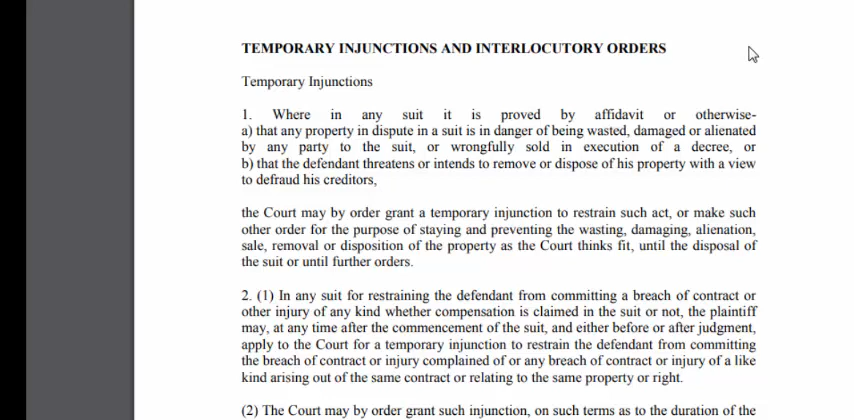 TEMPORARY INJUNCTIONS AND INTERLOCUTORY ORDERS
Temporary Injunctions
1. Where in any suit it is proved by affidavit or otherwise-
a) that any property in dispute in a suit is in danger of being wasted, damaged or alienated
by any party to the suit, or wrongfully sold in execution of a decree, or
b) that the defendant threatens or intends to remove or dispose of his property with a view
to defraud his creditors,
the Court may by order grant a temporary injunction to restrain such act, or make such
other order for the purpose of staying and preventing the wasting, damaging, alienation,
sale, removal or disposition of the property as the Court thinks fit, until the disposal of
the suit or until further orders.
2. (1) In any suit for restraining the defendant from committing a breach of contract or
other injury of any kind whether compensation is claimed in the suit or not, the plaintiff
may, at any time after the commencement of the suit, and either before or after judgment,
apply to the Court for a temporary injunction to restrain the defendant from committing
the breach of contract or injury complained of or any breach of contract or injury of a like
kind arising out of the same contract or relating to the same property or right.
(2) The Court may by order grant such injunction, on such terms as to the duration of the